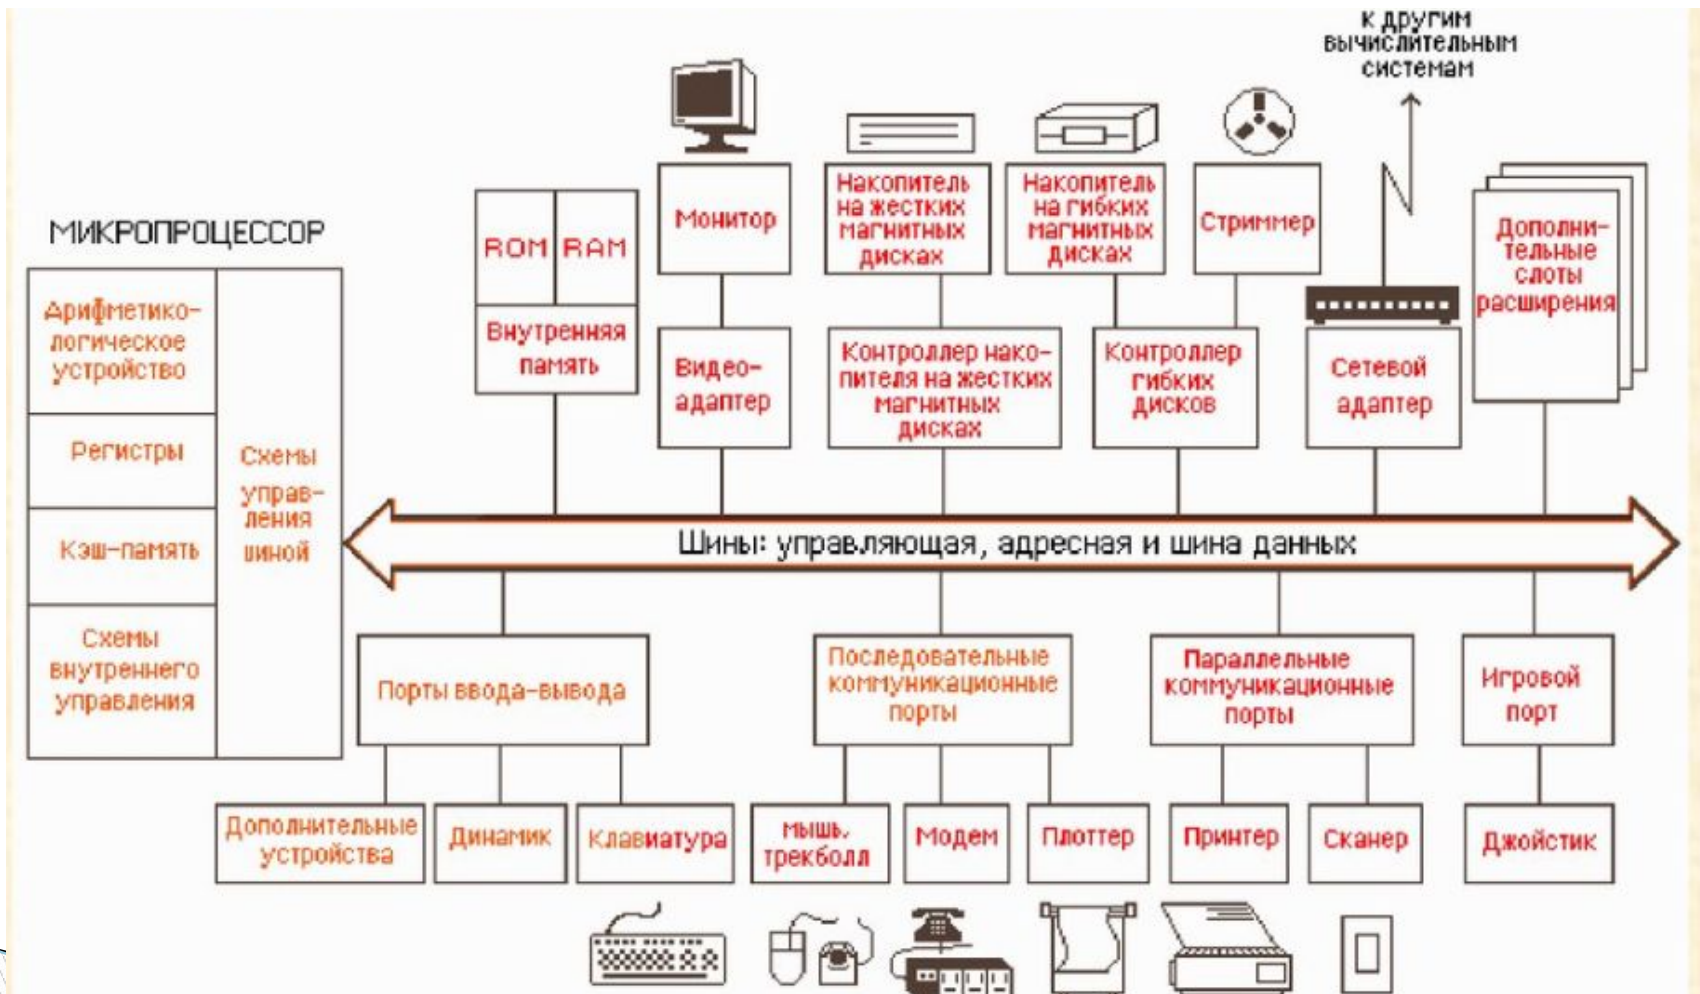 к другим
вычислительным
системам
МИКРОПРОЦЕССОР
Арифметико-
логическое
устройство
Регистры
Кэш-память
Схемы
внутреннего
управления
Схемы
управ-
ления
шиной
ROM
RAM
Внутренняя
память
Монитор
Видео-
адаптер
Накопитель
на жестких
магнитных
дисках
Контроллер нако-
пителя на жестких
магнитных
дисках
Накопитель
на гибких
магнитных
дисках
Стриммер
Контроллер
гибких
дисков
Сетевой
адаптер
Дополни-
тельные
слоты
расширения
Шины: управляющая, адресная и шина данных
Порты ввода-вывода
Последовательные
коммуникационные
порты
Параллельные
коммуникационные
порты
Игровой
порт
Дополнительные
устройства
Динамик
Клавиатура
мышь,
трекболл
Модем
Плоттер
Принтер
Сканер
Джойстик